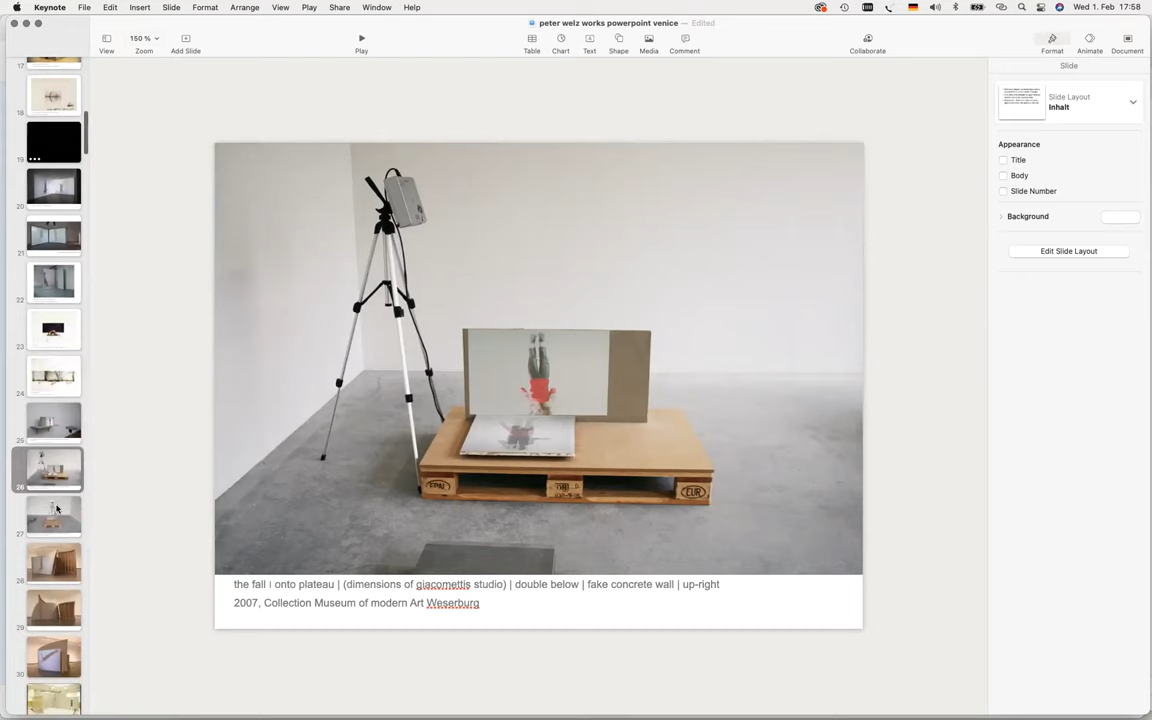 Keynote File Edit Insert Slide Format Arrange View Play Share Window Help Wed 1. Feb 17:58
peter welz works powerpoint venice — Edited
150 %
View Zoom Add Slide Play Table Chart Text Shape Media Comment Collaborate Format Animate Document
Slide
Slide Layout
Inhalt
Appearance
Title
Body
Slide Number
Background
Edit Slide Layout
17
18
19
20
21
22
23
24
25
26
27
28
29
30
EPAL
EUR
the fall | onto plateau | (dimensions of giacomettis studio) | double below | fake concrete wall | up-right
2007, Collection Museum of modern Art Weserburg